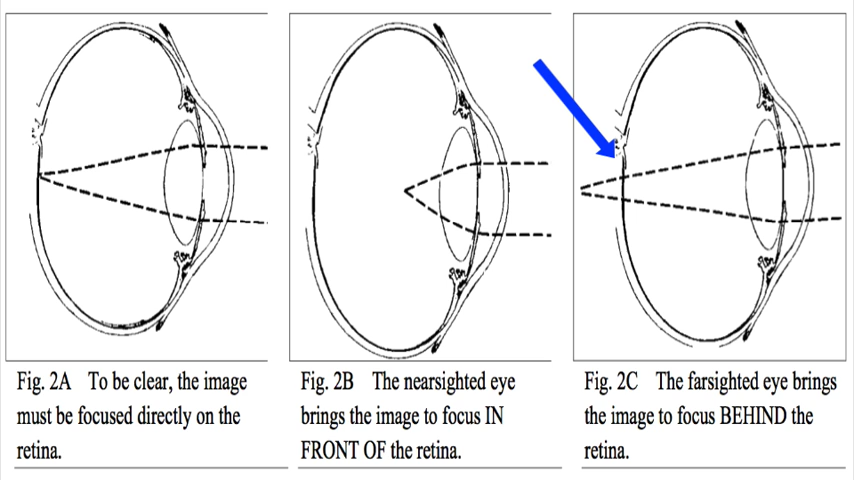 Fig. 2A To be clear, the image
must be focused directly on the
retina.
Fig. 2B The nearsighted eye
brings the image to focus IN
FRONT OF the retina.
Fig. 2C The farsighted eye brings
the image to focus BEHIND the
retina.